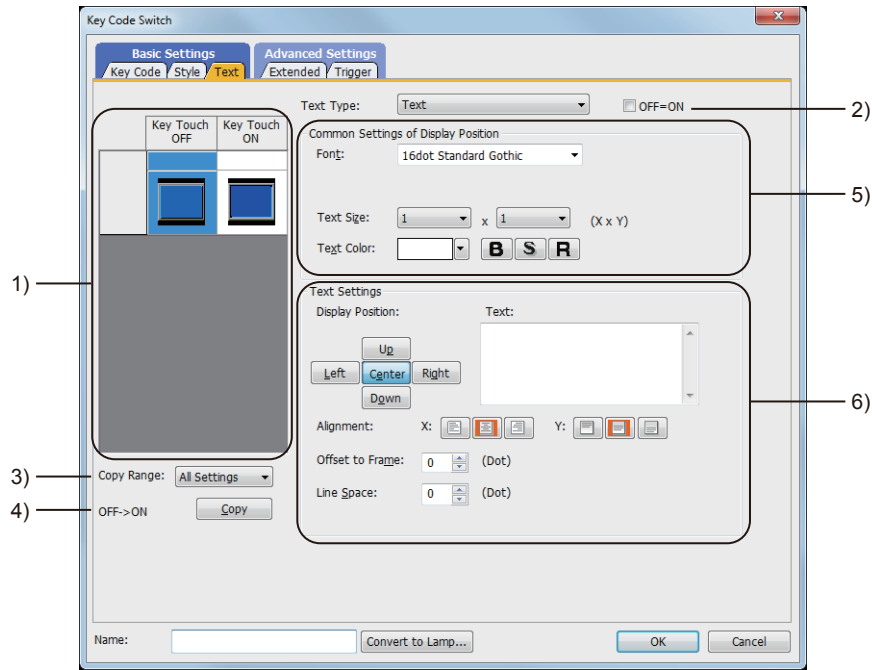 Key Code Switch
Basic Settings
Advanced Settings
Key Code Style Text Extended Trigger
Text Type: Text OFF=ON
2)
Key Touch OFF
Key Touch ON
1)
Common Settings of Display Position
Font: 16dot Standard Gothic
Text Size: 1 x 1 (X x Y)
Text Color: B S R
5)
Text Settings
Display Position: Text:
Up
Left Center Right
Down
Alignment: X: Y:
Offset to Frame: 0 (Dot)
Line Space: 0 (Dot)
6)
3) Copy Range: All Settings
4) OFF->ON Copy
Name: Convert to Lamp... OK Cancel